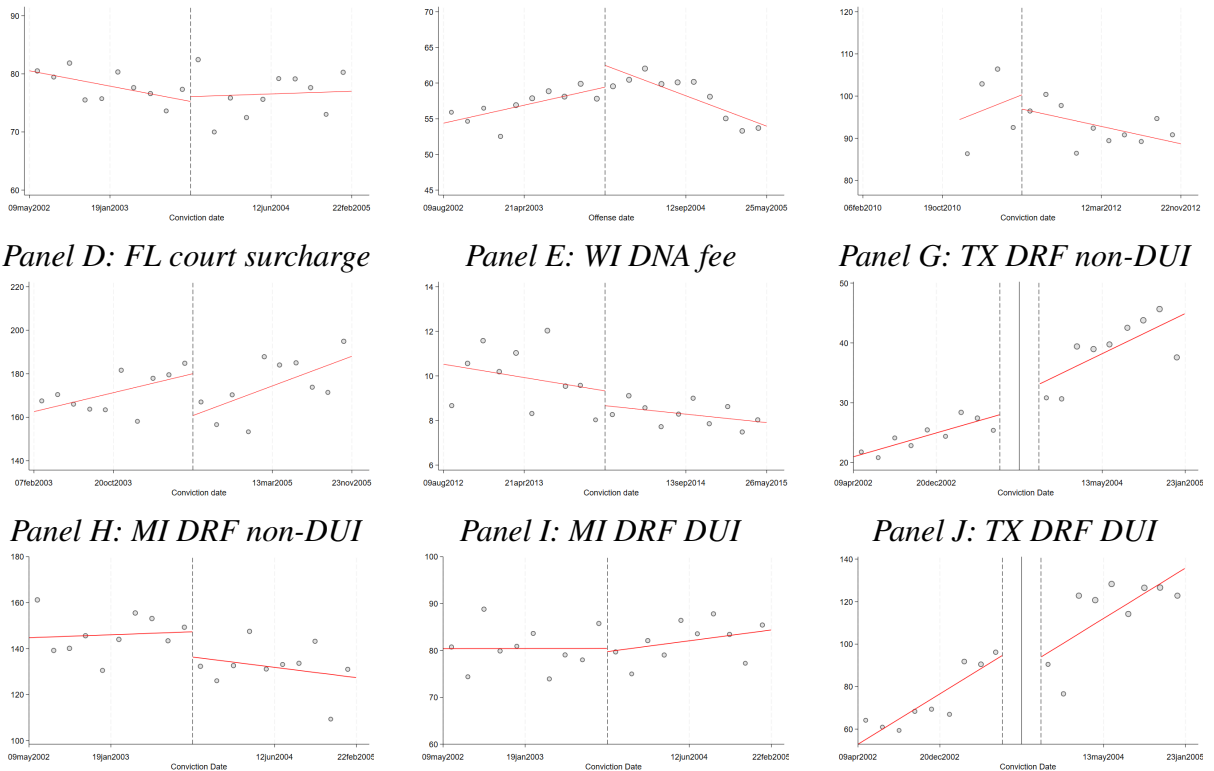 90
80
70
60
09may2002 19jan2003 12jun2004 22feb2005
Conviction date
70
65
60
55
50
45
09aug2002 21apr2003 12sep2004 25may2005
Offense date
120
110
100
90
80
06feb2010 19oct2010 12mar2012 22nov2012
Conviction date
Panel D: FL court surcharge
Panel E: WI DNA fee
Panel G: TX DRF non-DUI
220
200
180
160
140
07feb2003 20oct2003 13mar2005 23nov2005
Conviction date
14
12
10
8
6
09aug2012 21apr2013 13sep2014 26may2015
Conviction date
50
40
30
20
09apr2002 20dec2002 13may2004 23jan2005
Conviction Date
Panel H: MI DRF non-DUI
Panel I: MI DRF DUI
Panel J: TX DRF DUI
180
160
140
120
100
09may2002 19jan2003 12jun2004 22feb2005
Conviction Date
100
90
80
70
60
09may2002 19jan2003 12jun2004 22feb2005
Conviction Date
140
120
100
80
60
09apr2002 20dec2002 13may2004 23jan2005
Conviction Date